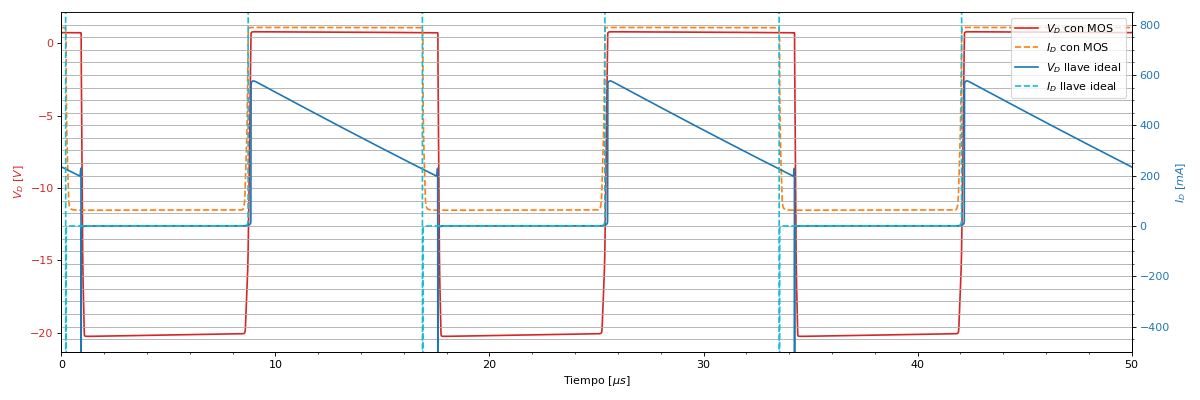 V_D con MOS
I_D con MOS
V_D llave ideal
I_D llave ideal
0
−5
−10
−15
−20
V_D [V]
800
600
400
200
0
−200
−400
I_D [mA]
0
10
20
30
40
50
Tiempo [μs]